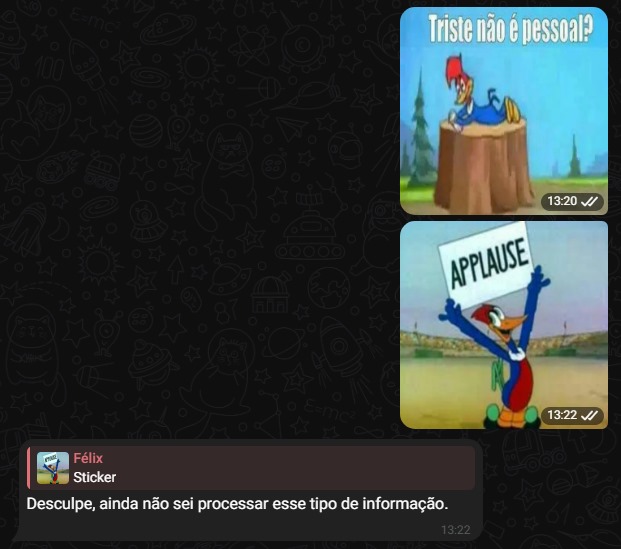 Triste não é pessoal?
13:20
APPLAUSE
13:22
Félix
Sticker
Desculpe, ainda não sei processar esse tipo de informação.
13:22